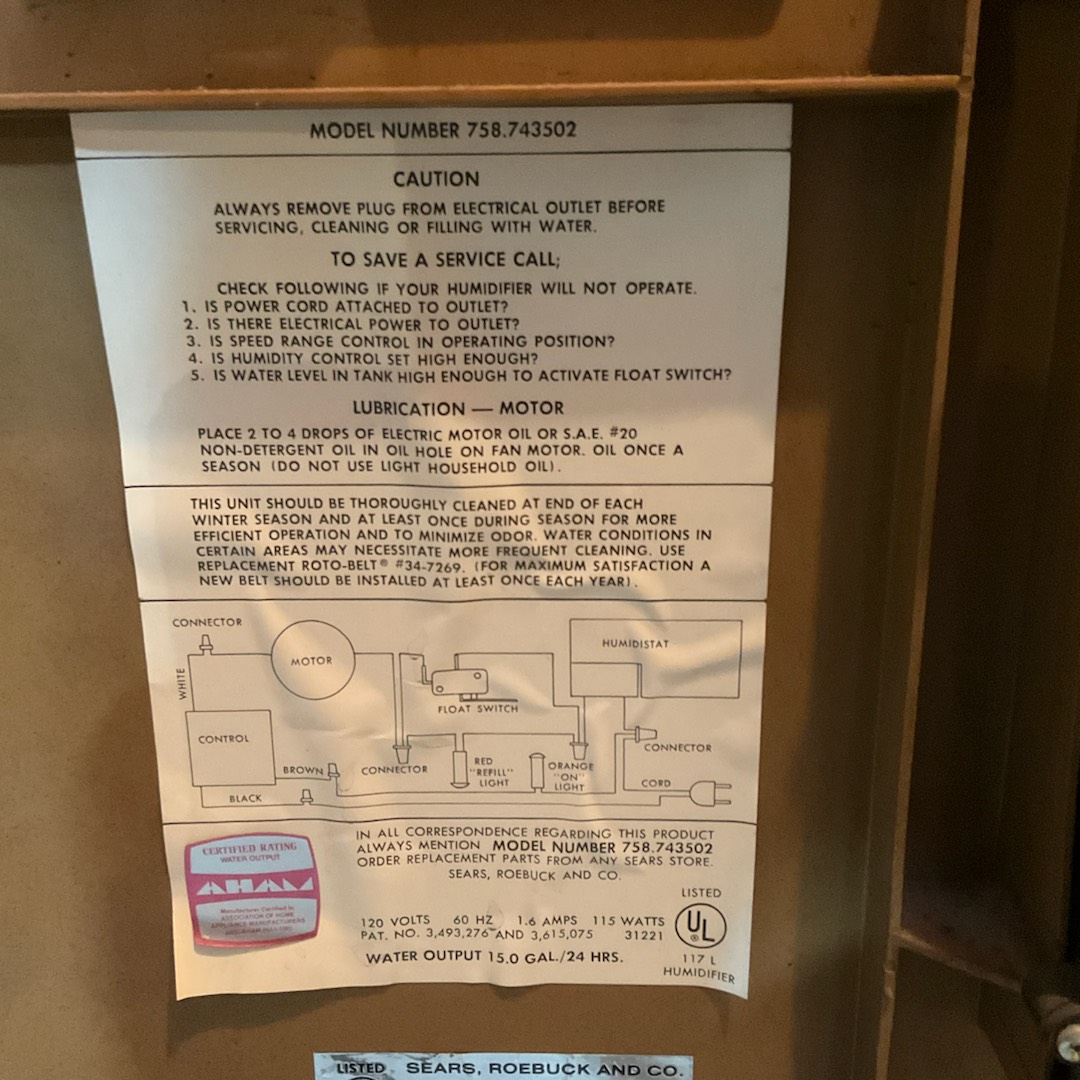 MODEL NUMBER 758.743502
CAUTION
ALWAYS REMOVE PLUG FROM ELECTRICAL OUTLET BEFORE
SERVICING, CLEANING OR FILLING WITH WATER.
TO SAVE A SERVICE CALL;
CHECK FOLLOWING IF YOUR HUMIDIFIER WILL NOT OPERATE.
1. IS POWER CORD ATTACHED TO OUTLET?
2. IS THERE ELECTRICAL POWER TO OUTLET?
3. IS SPEED RANGE CONTROL IN OPERATING POSITION?
4. IS HUMIDITY CONTROL SET HIGH ENOUGH?
5. IS WATER LEVEL IN TANK HIGH ENOUGH TO ACTIVATE FLOAT SWITCH?
LUBRICATION — MOTOR
PLACE 2 TO 4 DROPS OF ELECTRIC MOTOR OIL OR S.A.E. #20
NON-DETERGENT OIL IN OIL HOLE ON FAN MOTOR. OIL ONCE A
SEASON (DO NOT USE LIGHT HOUSEHOLD OIL).
THIS UNIT SHOULD BE THOROUGHLY CLEANED AT END OF EACH
WINTER SEASON AND AT LEAST ONCE DURING SEASON FOR MORE
EFFICIENT OPERATION AND TO MINIMIZE ODOR. WATER CONDITIONS IN
CERTAIN AREAS MAY NECESSITATE MORE FREQUENT CLEANING. USE
REPLACEMENT ROTO-BELT® #34-7269. (FOR MAXIMUM SATISFACTION A
NEW BELT SHOULD BE INSTALLED AT LEAST ONCE EACH YEAR).
CONNECTOR
MOTOR
HUMIDISTAT
WHITE
FLOAT SWITCH
CONTROL
CONNECTOR
BROWN
CONNECTOR
RED
"REFILL"
LIGHT
ORANGE
"ON"
LIGHT
CORD
BLACK
IN ALL CORRESPONDENCE REGARDING THIS PRODUCT
ALWAYS MENTION MODEL NUMBER 758.743502
ORDER REPLACEMENT PARTS FROM ANY SEARS STORE.
SEARS, ROEBUCK AND CO.
CERTIFIED RATING
WATER OUTPUT
AHAM
Manufacturer Certified to
ASSOCIATION OF HOME
APPLIANCE MANUFACTURERS
LISTED
UL
®
117 L
HUMIDIFIER
120 VOLTS 60 HZ 1.6 AMPS 115 WATTS
PAT. NO. 3,493,276 AND 3,615,075 31221
WATER OUTPUT 15.0 GAL./24 HRS.
LISTED SEARS, ROEBUCK AND CO.